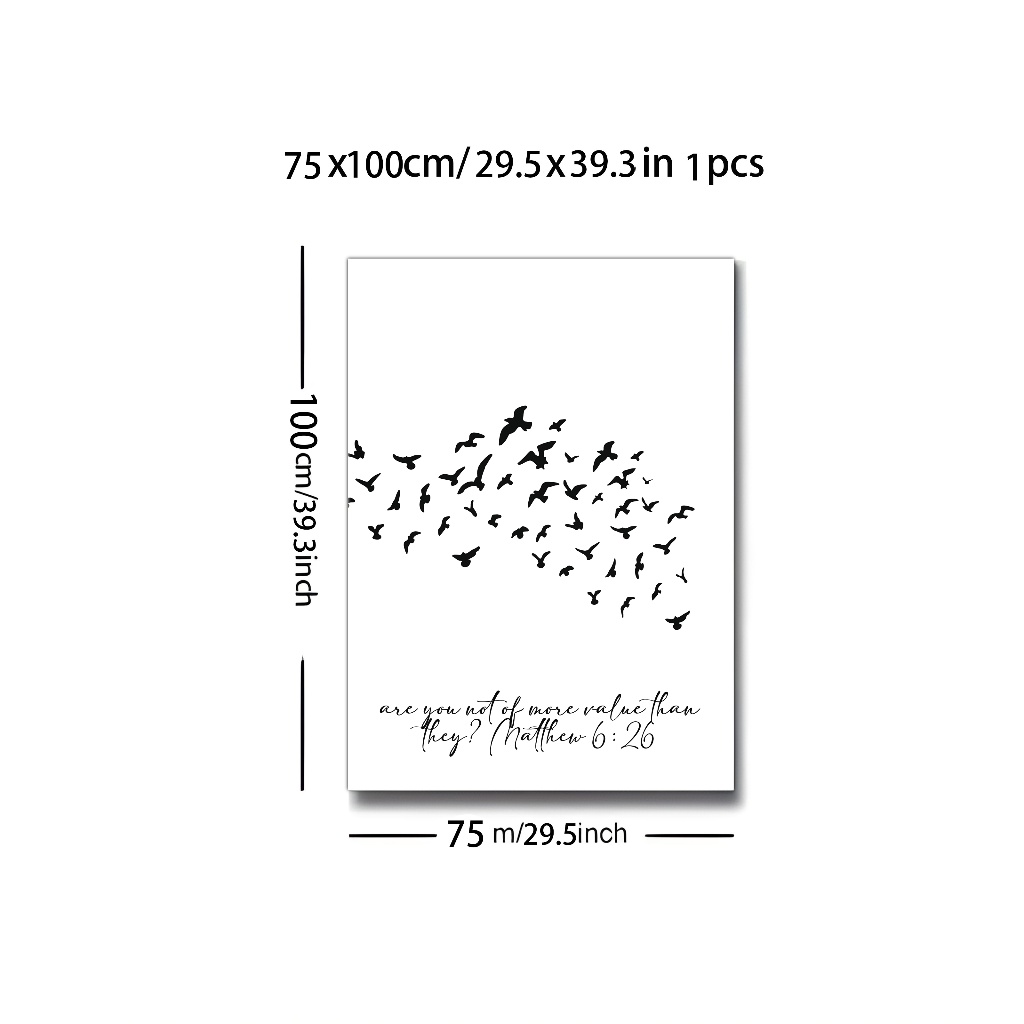 75x100cm/29.5x39.3in 1pcs
100cm/39.3inch
are you not of more value than
they? Matthew 6:26
75 m/29.5inch